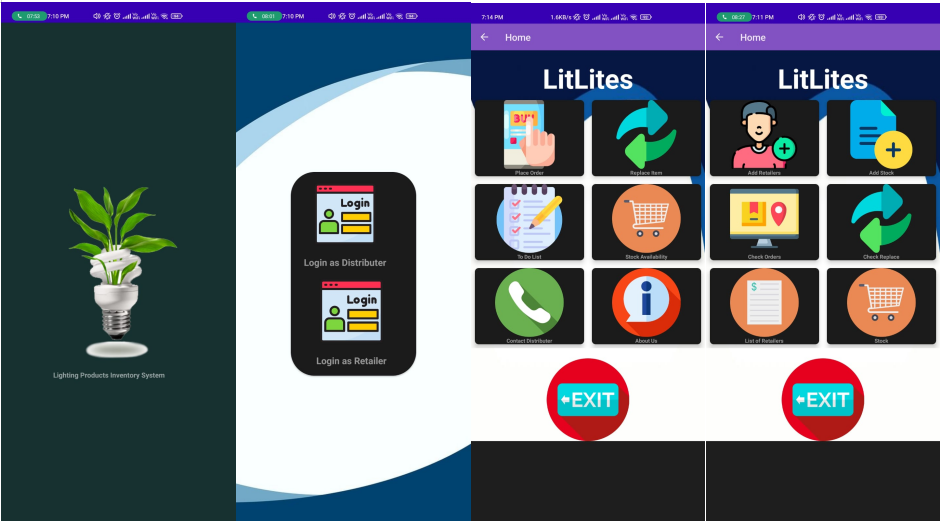 07:53 7:10 PM
Lighting Products Inventory System
08:01 7:10 PM
Login
Login as Distributer
Login
Login as Retailer
7:14 PM 1.6KB/s
Home
LitLites
BUY
Place Order
Replace Item
To Do List
Stock Availability
Contact Distributer
About Us
EXIT
08:27 7:11 PM
Home
LitLites
Add Retailers
Add Stock
Check Orders
Check Replace
$
List of Retailers
Stock
EXIT